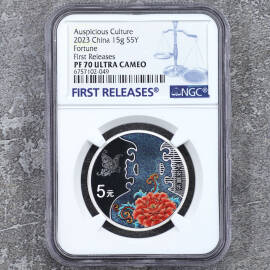 Auspicious Culture
2023 China 15g S5Y
Fortune
First Releases
PF 70 ULTRA CAMEO
6757102-049
FIRST RELEASES®
NGC®
5元